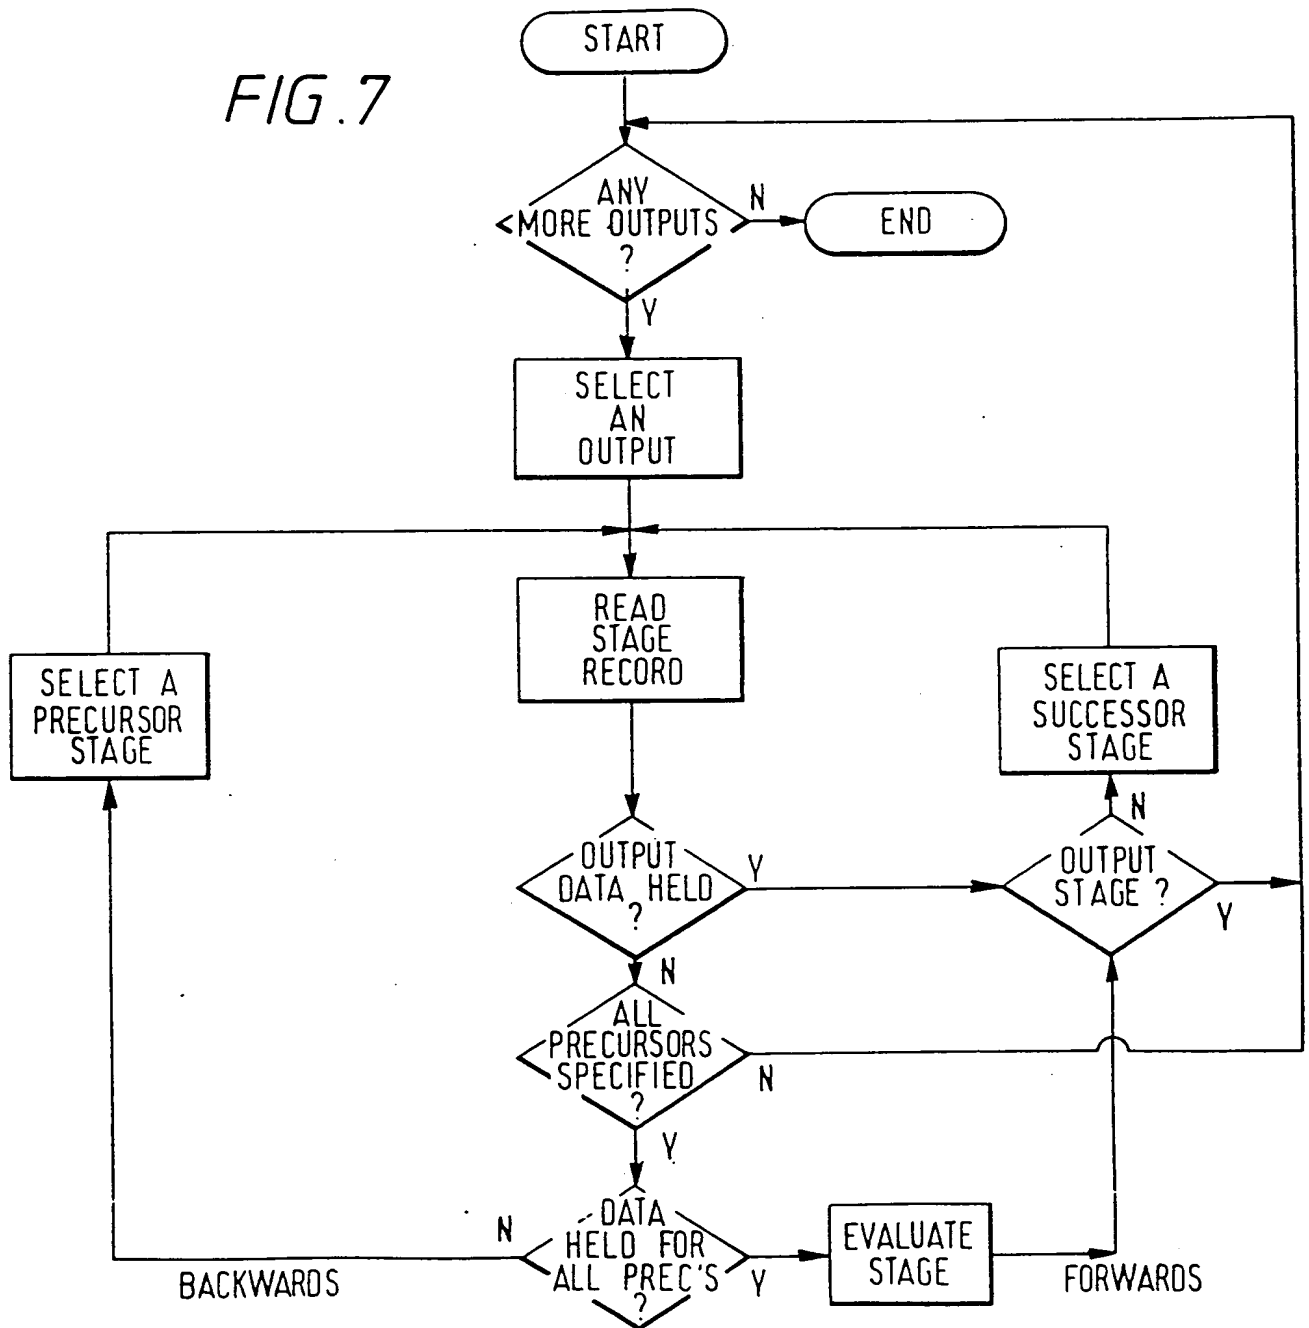 START
FIG.7
ANY
MORE OUTPUTS
?
N
END
Y
SELECT
AN
OUTPUT
READ
STAGE
RECORD
SELECT A
PRECURSOR
STAGE
SELECT A
SUCCESSOR
STAGE
N
OUTPUT
DATA HELD
?
Y
OUTPUT
STAGE ?
Y
N
ALL
PRECURSORS
SPECIFIED
?
N
Y
DATA
HELD FOR
ALL PREC'S
?
N
Y
EVALUATE
STAGE
BACKWARDS
FORWARDS